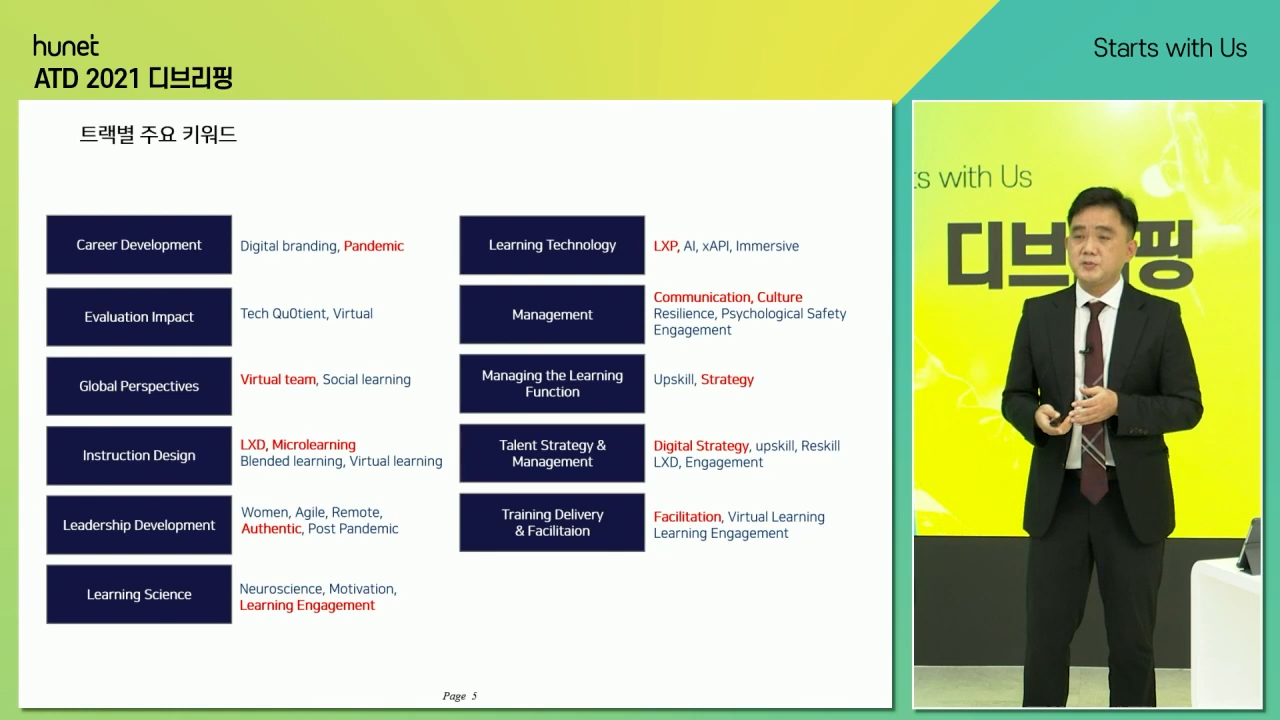 hunet
ATD 2021 디브리핑
Starts with Us
트랙별 주요 키워드
Career Development
Digital branding, Pandemic
Evaluation Impact
Tech Qu0tient, Virtual
Global Perspectives
Virtual team, Social learning
Instruction Design
LXD, Microlearning
Blended learning, Virtual learning
Leadership Development
Women, Agile, Remote,
Authentic, Post Pandemic
Learning Science
Neuroscience, Motivation,
Learning Engagement
Learning Technology
LXP, AI, xAPI, Immersive
Management
Communication, Culture
Resilience, Psychological Safety
Engagement
Managing the Learning
Function
Upskill, Strategy
Talent Strategy &
Management
Digital Strategy, upskill, Reskill
LXD, Engagement
Training Delivery
& Facilitaion
Facilitation, Virtual Learning
Learning Engagement
Page 5
ts with Us
디브리핑